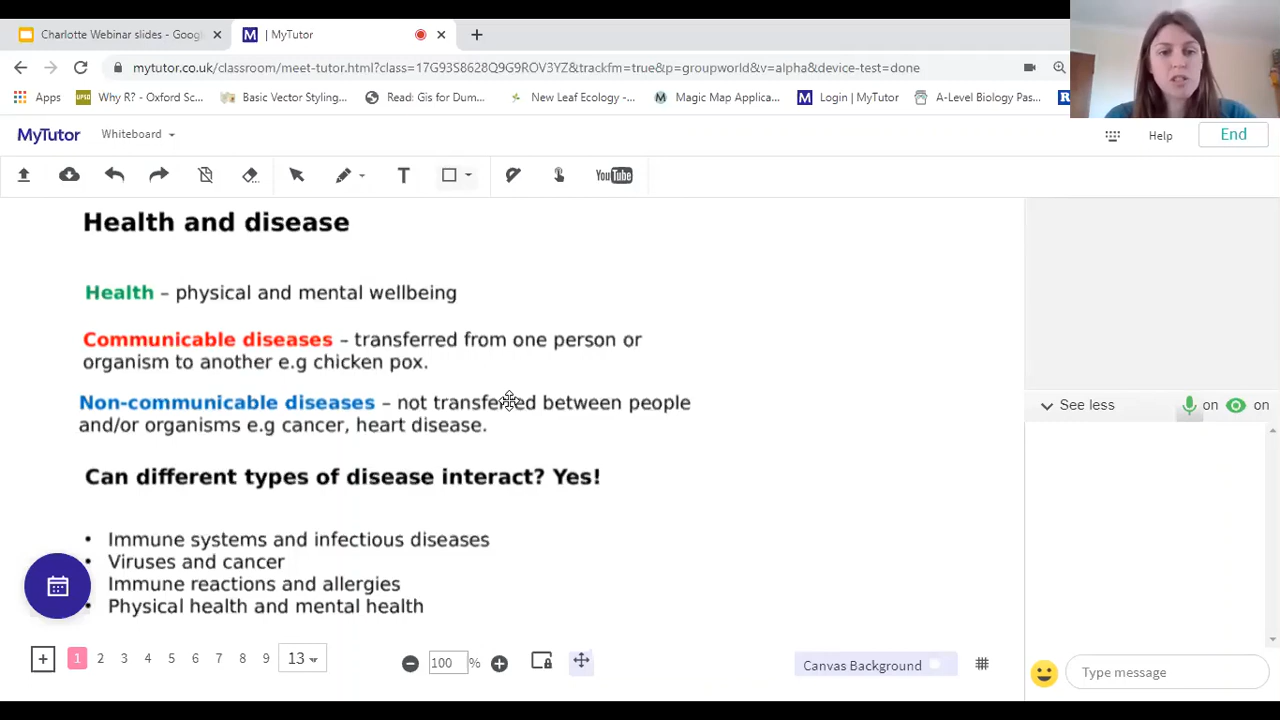 Charlotte Webinar slides - Goog
| MyTutor
mytutor.co.uk/classroom/meet-tutor.html?class=17G93S8628Q9G9ROV3YZ&trackfm=true&p=groupworld&v=alpha&device-test=done
Apps Why R? - Oxford Sc... Basic Vector Styling... Read: Gis for Dum... New Leaf Ecology -... Magic Map Applica... Login | MyTutor A-Level Biology Pas...
MyTutor Whiteboard Help End
T YouTube
Health and disease
Health – physical and mental wellbeing
Communicable diseases – transferred from one person or
organism to another e.g chicken pox.
Non-communicable diseases – not transferred between people
and/or organisms e.g cancer, heart disease.
See less on on
Can different types of disease interact? Yes!
• Immune systems and infectious diseases
• Viruses and cancer
Immune reactions and allergies
• Physical health and mental health
+ 1 2 3 4 5 6 7 8 9 13 100 % Canvas Background Type message